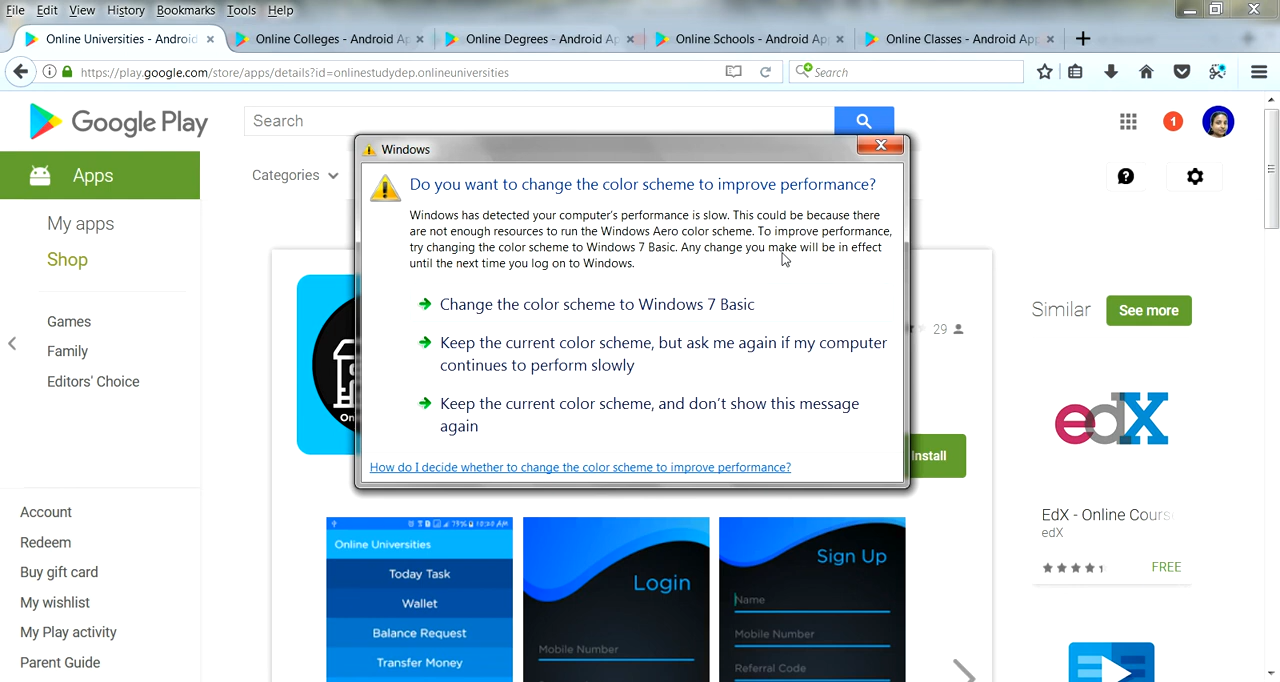 File Edit View History Bookmarks Tools Help
Online Universities - Android
Online Colleges - Android Ap
Online Degrees - Android Ap
Online Schools - Android App
Online Classes - Android App
https://play.google.com/store/apps/details?id=onlinestudydep.onlineuniversities
Search
Google Play
Search
1
Apps
Categories
My apps
Shop
Games
Family
Editors' Choice
Account
Redeem
Buy gift card
My wishlist
My Play activity
Parent Guide
Windows
Do you want to change the color scheme to improve performance?
Windows has detected your computer's performance is slow. This could be because there
are not enough resources to run the Windows Aero color scheme. To improve performance,
try changing the color scheme to Windows 7 Basic. Any change you make will be in effect
until the next time you log on to Windows.
Change the color scheme to Windows 7 Basic
Keep the current color scheme, but ask me again if my computer
continues to perform slowly
Keep the current color scheme, and don't show this message
again
How do I decide whether to change the color scheme to improve performance?
On
29
Install
Similar
See more
edX
EdX - Online Cours
edX
FREE
79% 10:20 AM
Online Universities
Today Task
Wallet
Balance Request
Transfer Money
Login
Mobile Number
Sign Up
Name
Mobile Number
Referral Code